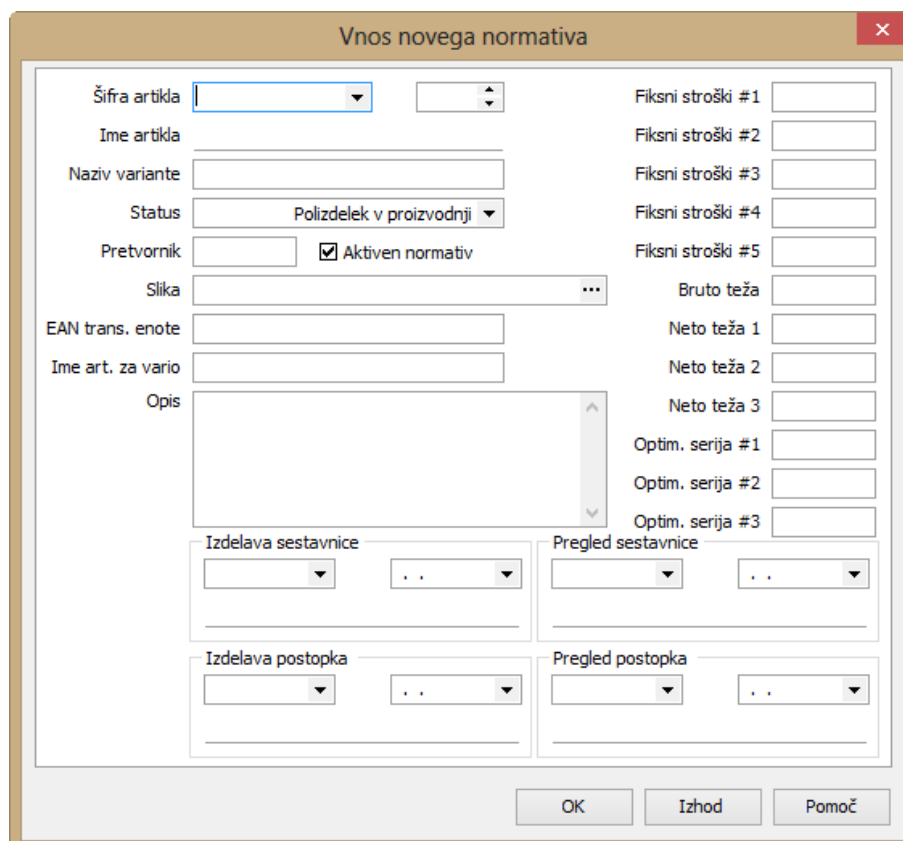 Vnos novega normativa
Šifra artikla
Fiksni stroški #1
Ime artikla
Fiksni stroški #2
Naziv variante
Fiksni stroški #3
Status
Polizdelek v proizvodnji
Fiksni stroški #4
Pretvornik
Aktiven normativ
Fiksni stroški #5
Slika
...
Bruto teža
EAN trans. enote
Neto teža 1
Ime art. za vario
Neto teža 2
Opis
Neto teža 3
Optim. serija #1
Optim. serija #2
Optim. serija #3
Izdelava sestavnice
Pregled sestavnice
. .
. .
Izdelava postopka
Pregled postopka
. .
. .
OK
Izhod
Pomoč